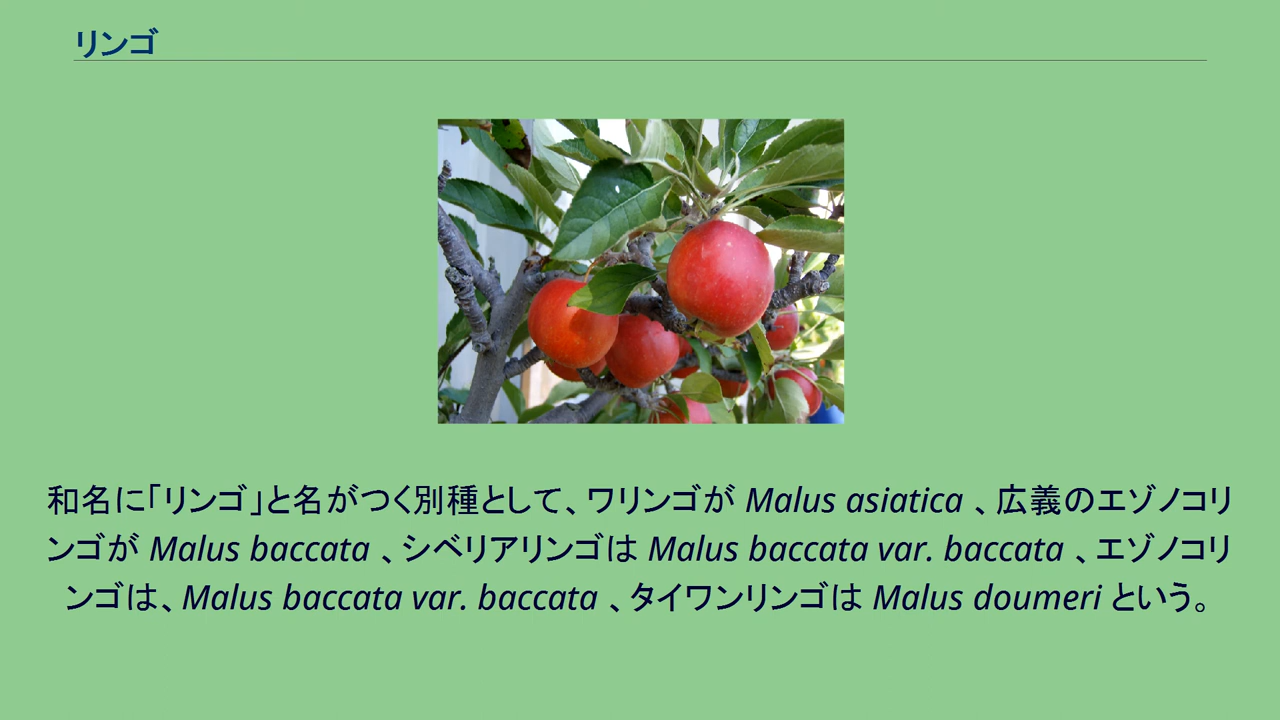 リンゴ
和名に「リンゴ」と名がつく別種として、ワリンゴが Malus asiatica 、広義のエゾノコリ
ンゴが Malus baccata 、シベリアリンゴは Malus baccata var. baccata 、エゾノコリ
ンゴは、Malus baccata var. baccata 、タイワンリンゴは Malus doumeri という。